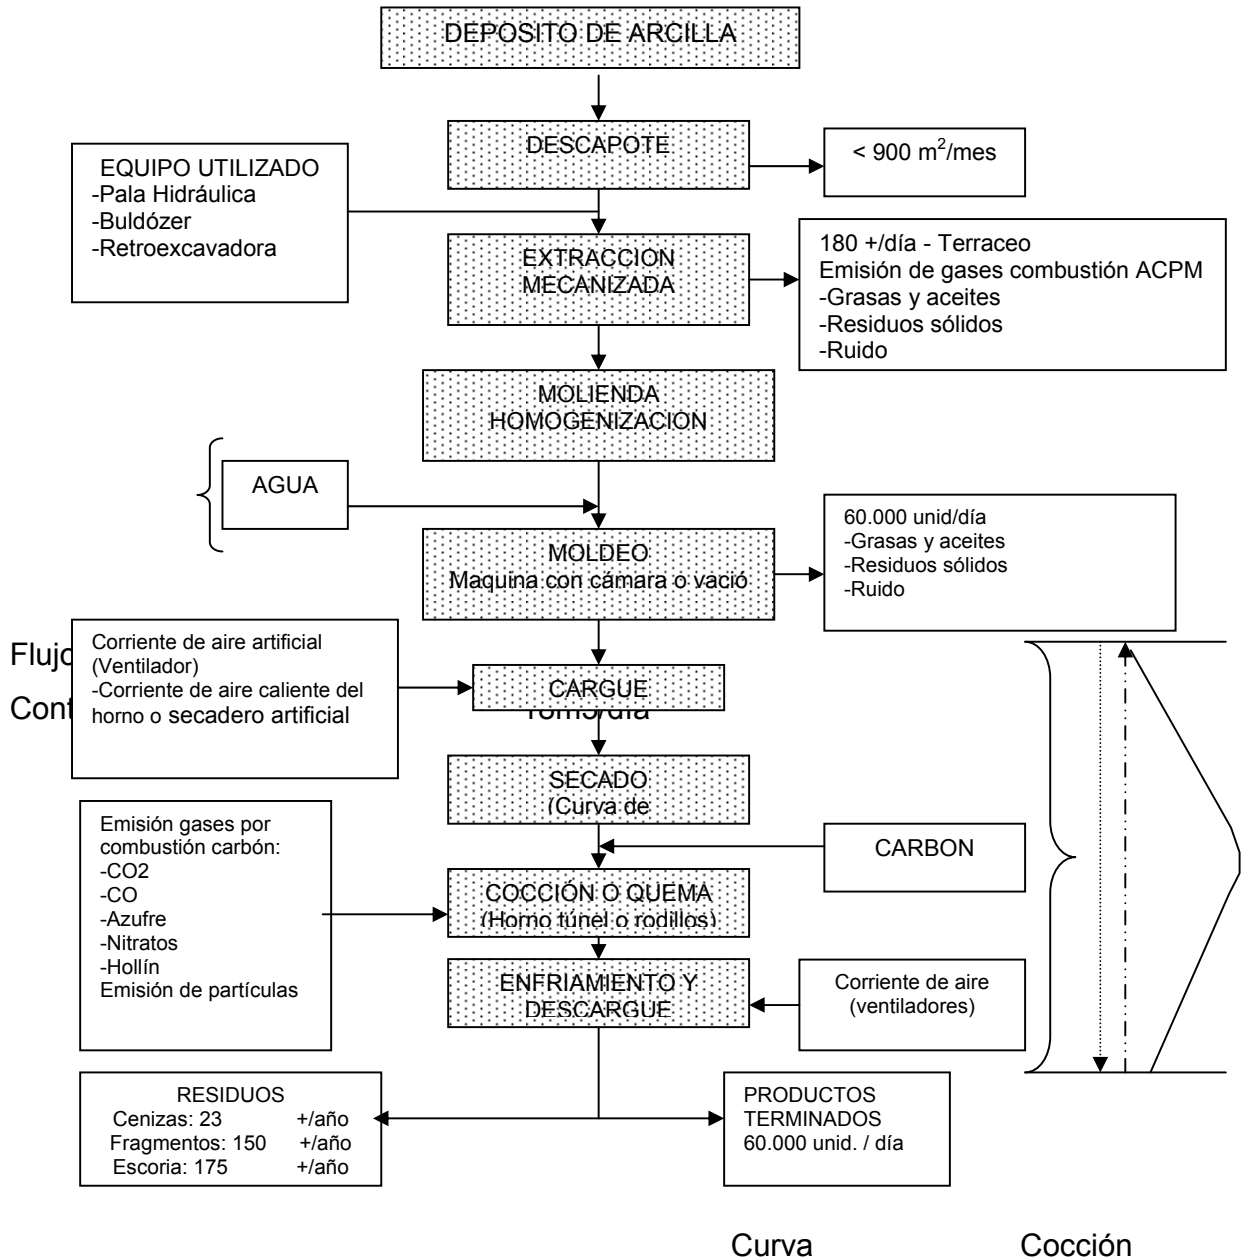 DEPOSITO DE ARCILLA
DESCAPOTE
< 900 m²/mes
EQUIPO UTILIZADO
-Pala Hidráulica
-Buldózer
-Retroexcavadora
EXTRACCION
MECANIZADA
180 +/día - Terraceo
Emisión de gases combustión ACPM
-Grasas y aceites
-Residuos sólidos
-Ruido
MOLIENDA
HOMOGENIZACION
AGUA
MOLDEO
Maquina con cámara o vació
60.000 unid/día
-Grasas y aceites
-Residuos sólidos
-Ruido
Corriente de aire artificial
(Ventilador)
-Corriente de aire caliente del
horno o secadero artificial
CARGUE
SECADO
(Curva de
Emisión gases por
combustión carbón:
-CO2
-CO
-Azufre
-Nitratos
-Hollín
Emisión de partículas
CARBON
COCCIÓN O QUEMA
(Horno túnel o rodillos)
ENFRIAMIENTO Y
DESCARGUE
Corriente de aire
(ventiladores)
RESIDUOS
Cenizas: 23 +/año
Fragmentos: 150 +/año
Escoria: 175 +/año
PRODUCTOS
TERMINADOS
60.000 unid. / día
Curva Cocción